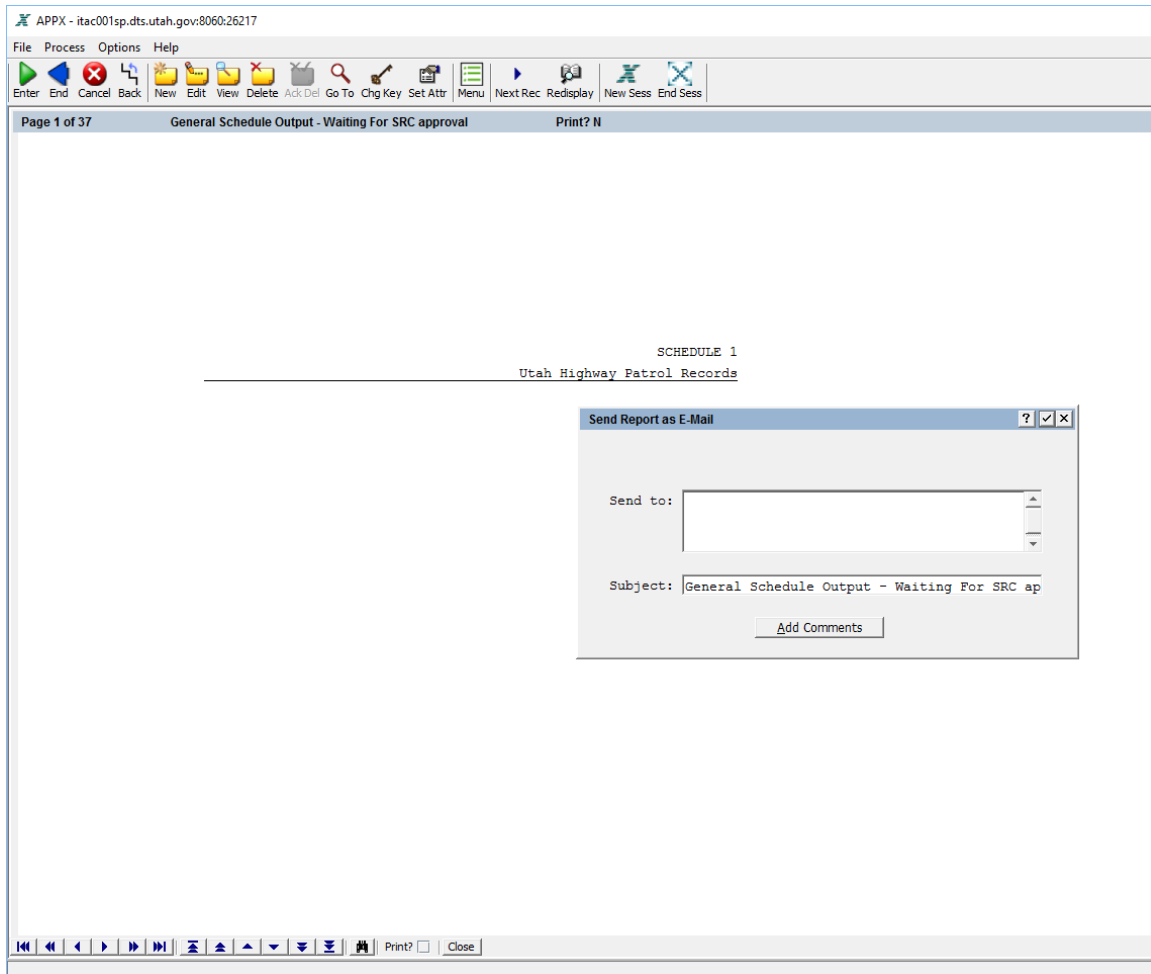 APPX - itac001sp.dts.utah.gov:8060:26217
File Process Options Help
Enter End Cancel Back New Edit View Delete Ack Del Go To Chg Key Set Attr Menu Next Rec Redisplay New Sess End Sess
Page 1 of 37 General Schedule Output - Waiting For SRC approval Print? N
SCHEDULE 1
Utah Highway Patrol Records
Send Report as E-Mail
Send to:
Subject: General Schedule Output - Waiting For SRC ap
Add Comments
Print? Close